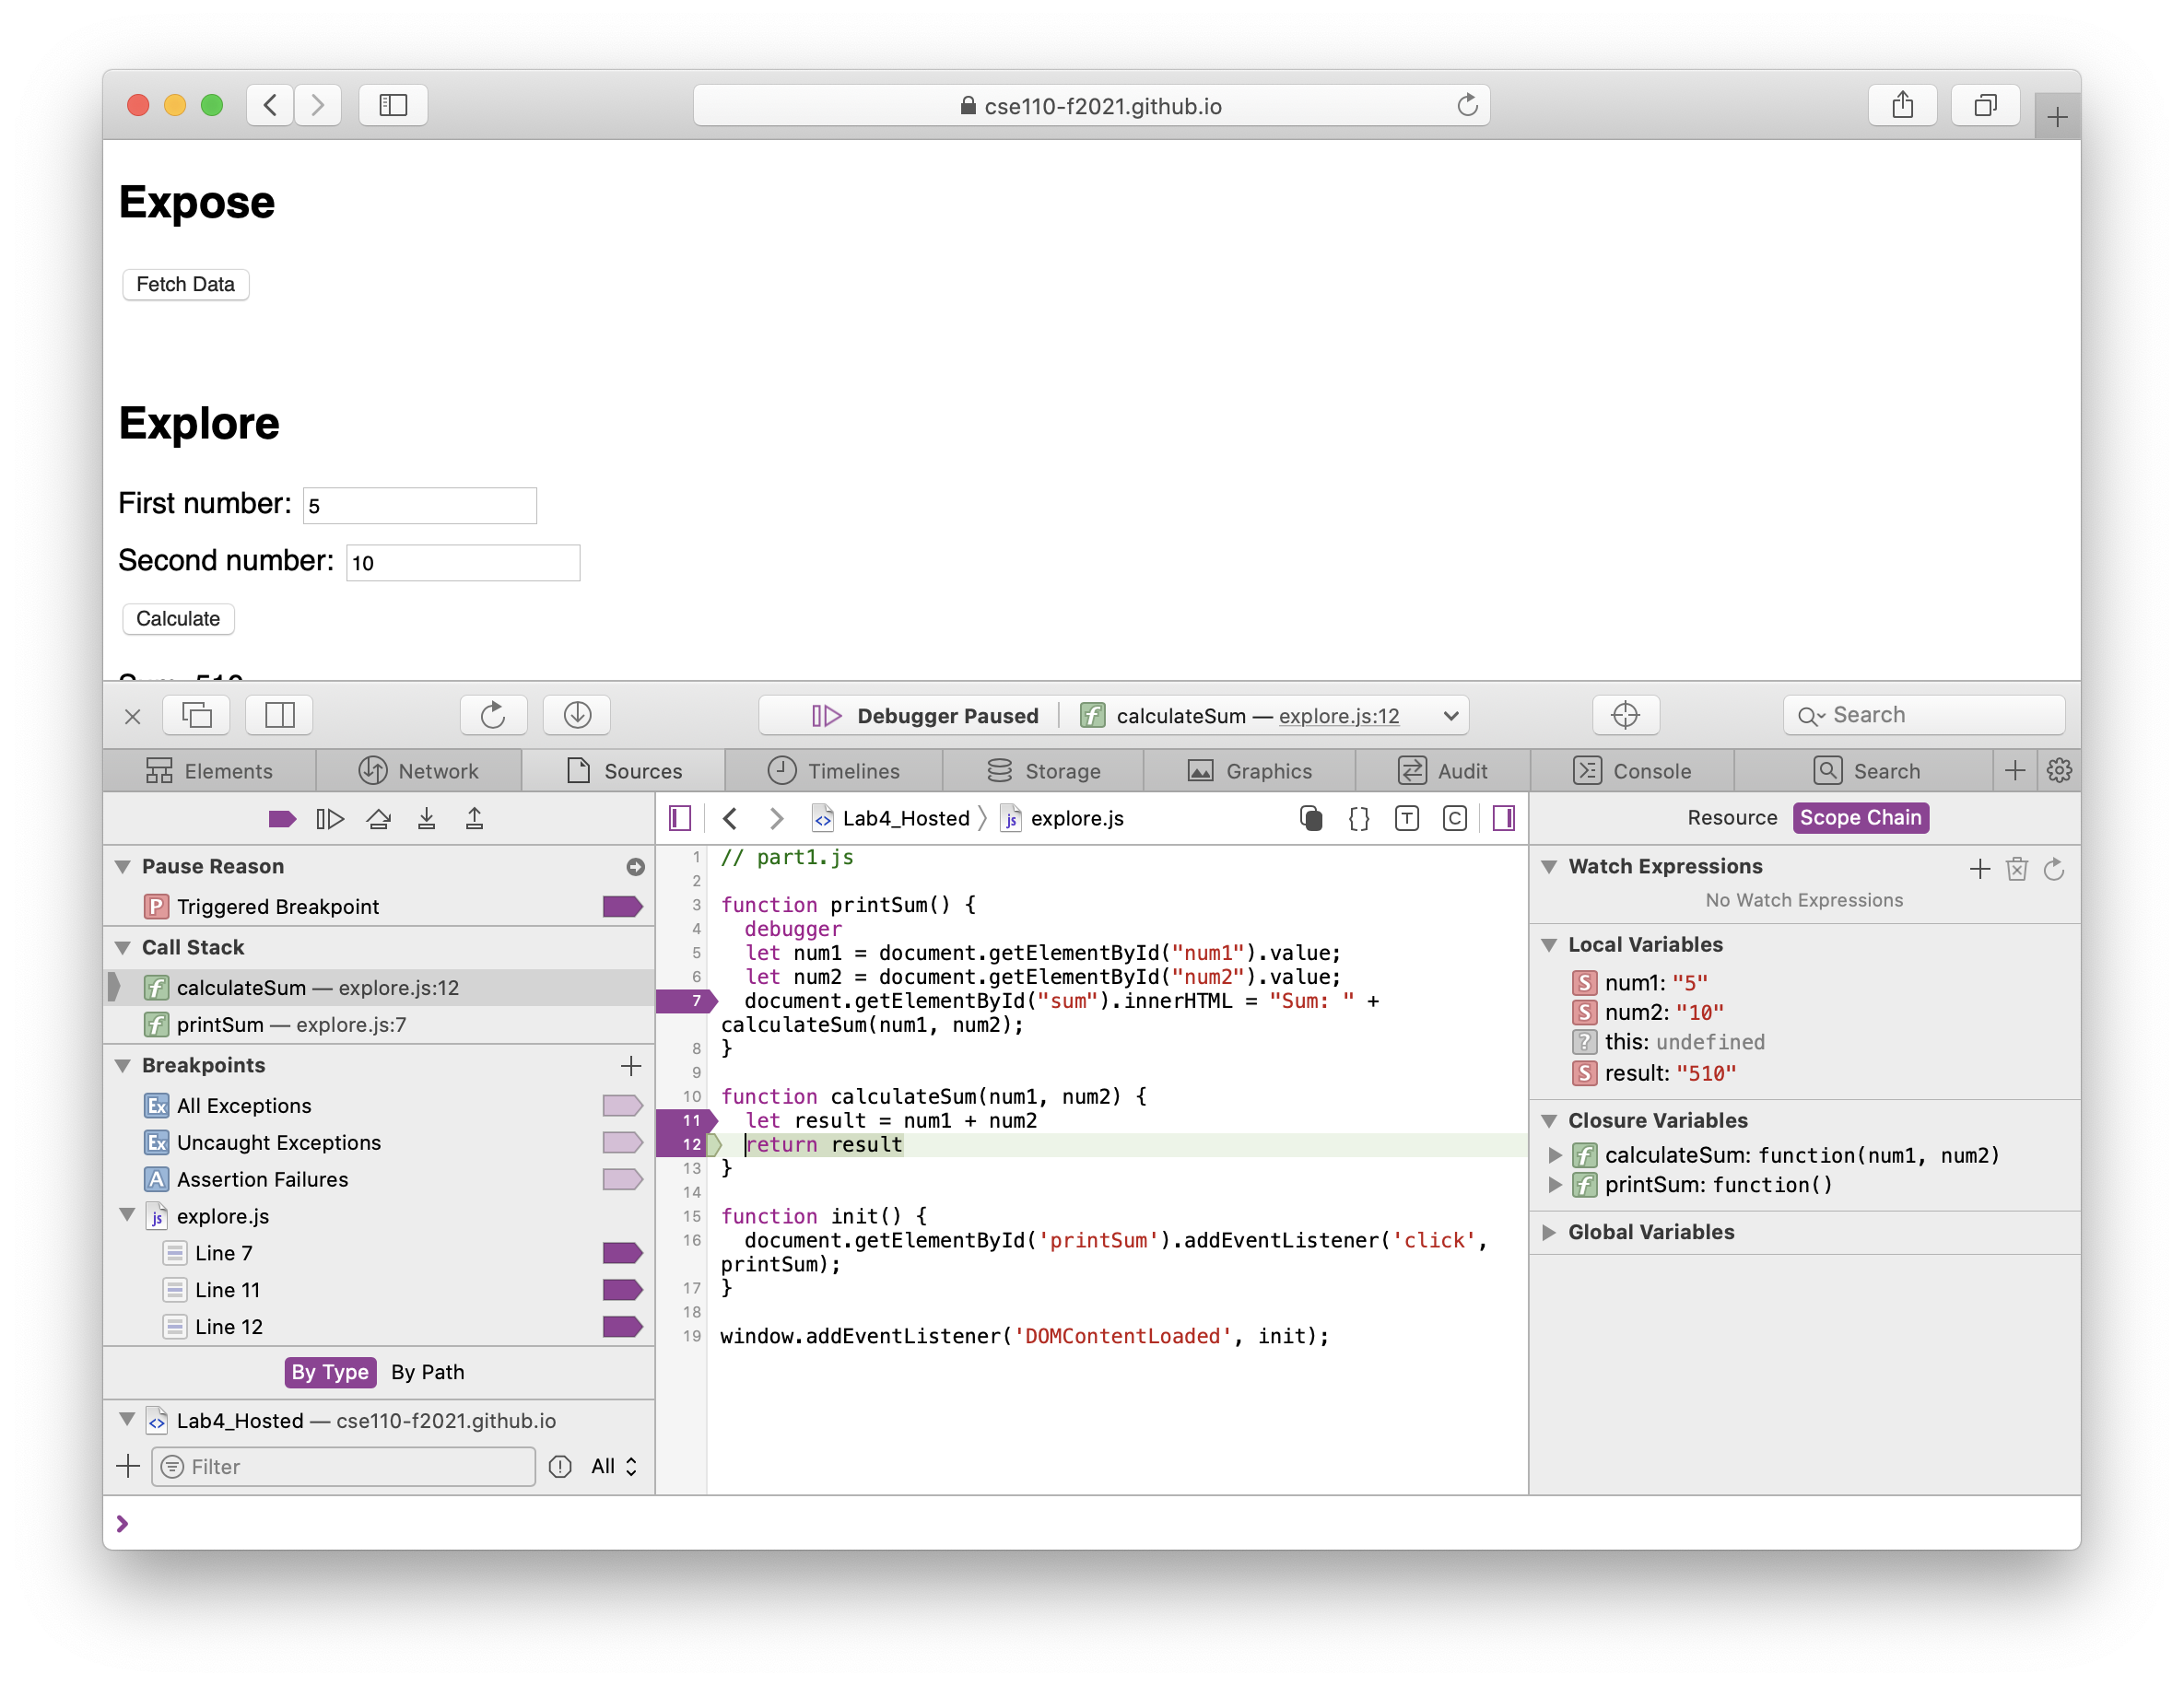 cse110-f2021.github.io
Expose
Fetch Data
Explore
First number: 5
Second number: 10
Calculate
Sum: 510
Debugger Paused calculateSum — explore.js:12 Search
Elements Network Sources Timelines Storage Graphics Audit Console Search
Lab4_Hosted explore.js
Resource Scope Chain
Pause Reason
P Triggered Breakpoint
Call Stack
f calculateSum — explore.js:12
f printSum — explore.js:7
Breakpoints
Ex All Exceptions
Ex Uncaught Exceptions
A Assertion Failures
js explore.js
Line 7
Line 11
Line 12
By Type By Path
Lab4_Hosted — cse110-f2021.github.io
Filter All
1 // part1.js
2
3 function printSum() {
4 debugger
5 let num1 = document.getElementById("num1").value;
6 let num2 = document.getElementById("num2").value;
7 document.getElementById("sum").innerHTML = "Sum: " +
calculateSum(num1, num2);
8 }
9
10 function calculateSum(num1, num2) {
11 let result = num1 + num2
12 return result
13 }
14
15 function init() {
16 document.getElementById('printSum').addEventListener('click',
printSum);
17 }
18
19 window.addEventListener('DOMContentLoaded', init);
Watch Expressions
No Watch Expressions
Local Variables
S num1: "5"
S num2: "10"
? this: undefined
S result: "510"
Closure Variables
f calculateSum: function(num1, num2)
f printSum: function()
Global Variables